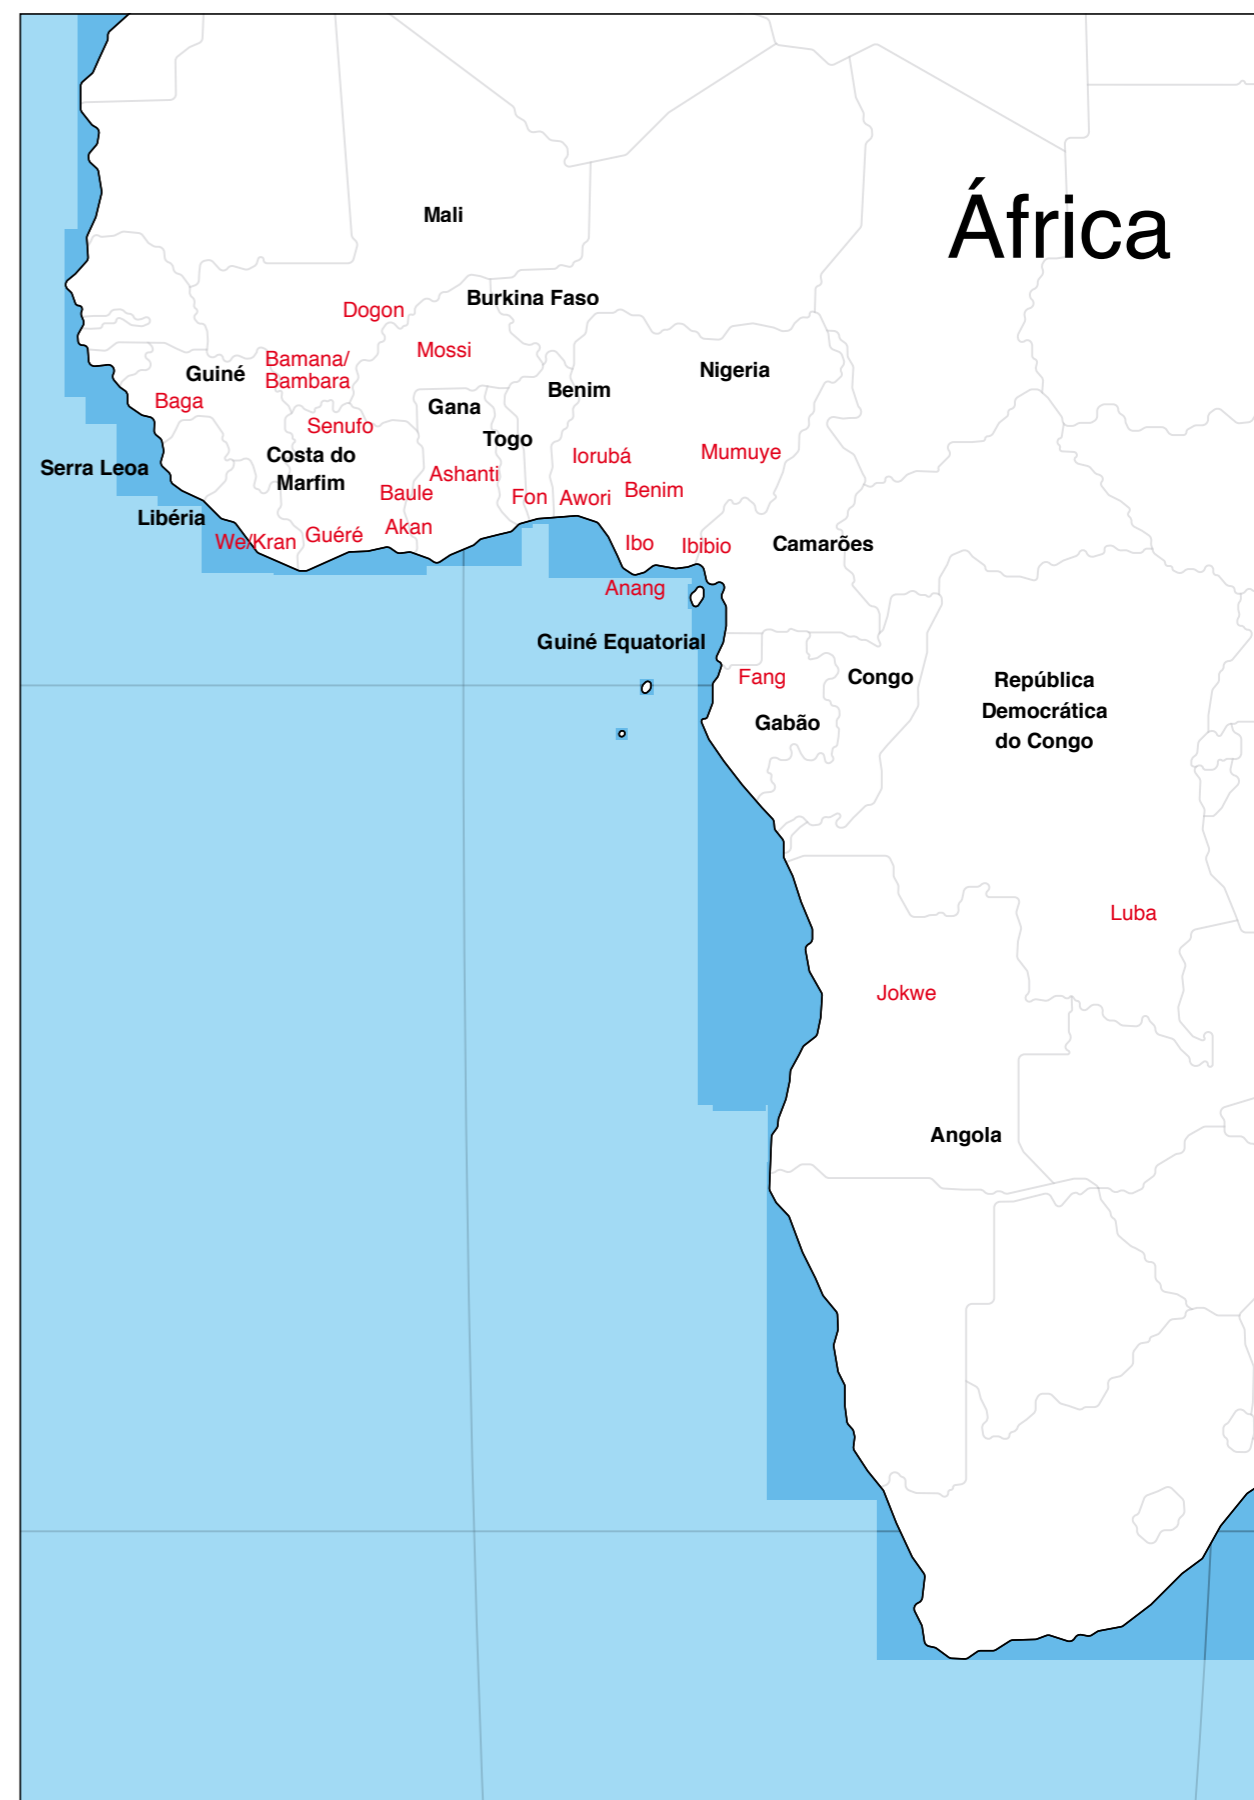 África
Mali
Burkina Faso
Dogon
Mossi
Bamana/
Bambara
Guiné
Baga
Nigeria
Benim
Gana
Togo
Senufo
Costa do
Marfim
Serra Leoa
Libéria
Iorubá
Mumuye
Ashanti
Baule
Fon
Awori
Benim
Akan
Guéré
We/Kran
Ibo
Ibibio
Camarões
Anang
Guiné Equatorial
Fang
Gabão
Congo
República
Democrática
do Congo
Luba
Jokwe
Angola